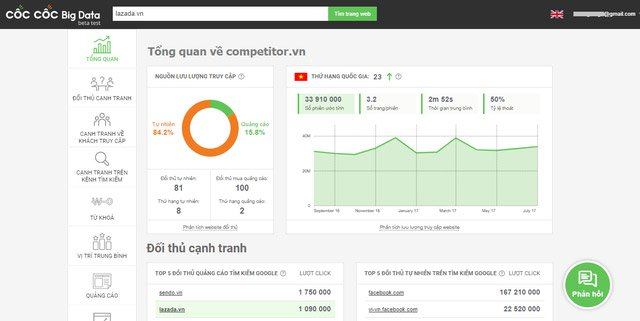 CỐC CỐC Big Data
beta test
lazada.vn
Tìm trang web
@gmail.com
TỔNG QUAN
ĐỐI THỦ CẠNH TRANH
CẠNH TRANH VỀ
KHÁCH TRUY CẬP
CẠNH TRANH TRÊN
KÊNH TÌM KIẾM
TỪ KHOÁ
VỊ TRÍ TRUNG BÌNH
QUẢNG CÁO
Tổng quan về competitor.vn
NGUỒN LƯU LƯỢNG TRUY CẬP
Tự nhiên
84.2%
Quảng cáo
15.8%
Đối thủ tự nhiên:
81
Đối thủ mua quảng cáo:
100
Thứ hạng tự nhiên:
8
Thứ hạng quảng cáo:
2
Phân tích website đối thủ
THỨ HẠNG QUỐC GIA: 23
33 910 000
Số phiên ước tính
3.2
Số trang/phiên
2m 52s
Thời gian trung bình
50%
Tỷ lệ thoát
40M
20M
0
September 16 November 16 January 17 March 17 May 17 July 17
Phân tích lưu lượng truy cập website
Đối thủ cạnh tranh
TOP 5 ĐỐI THỦ QUẢNG CÁO TÌM KIẾM GOOGLE LƯỢT CLICK
sendo.vn 1 750 000
lazada.vn 1 090 000
TOP 5 ĐỐI THỦ TỰ NHIÊN TRÊN TÌM KIẾM GOOGLE LƯỢT CLICK
facebook.com 167 210 000
vi-vn.facebook.com 22 520 000
Phản hồi